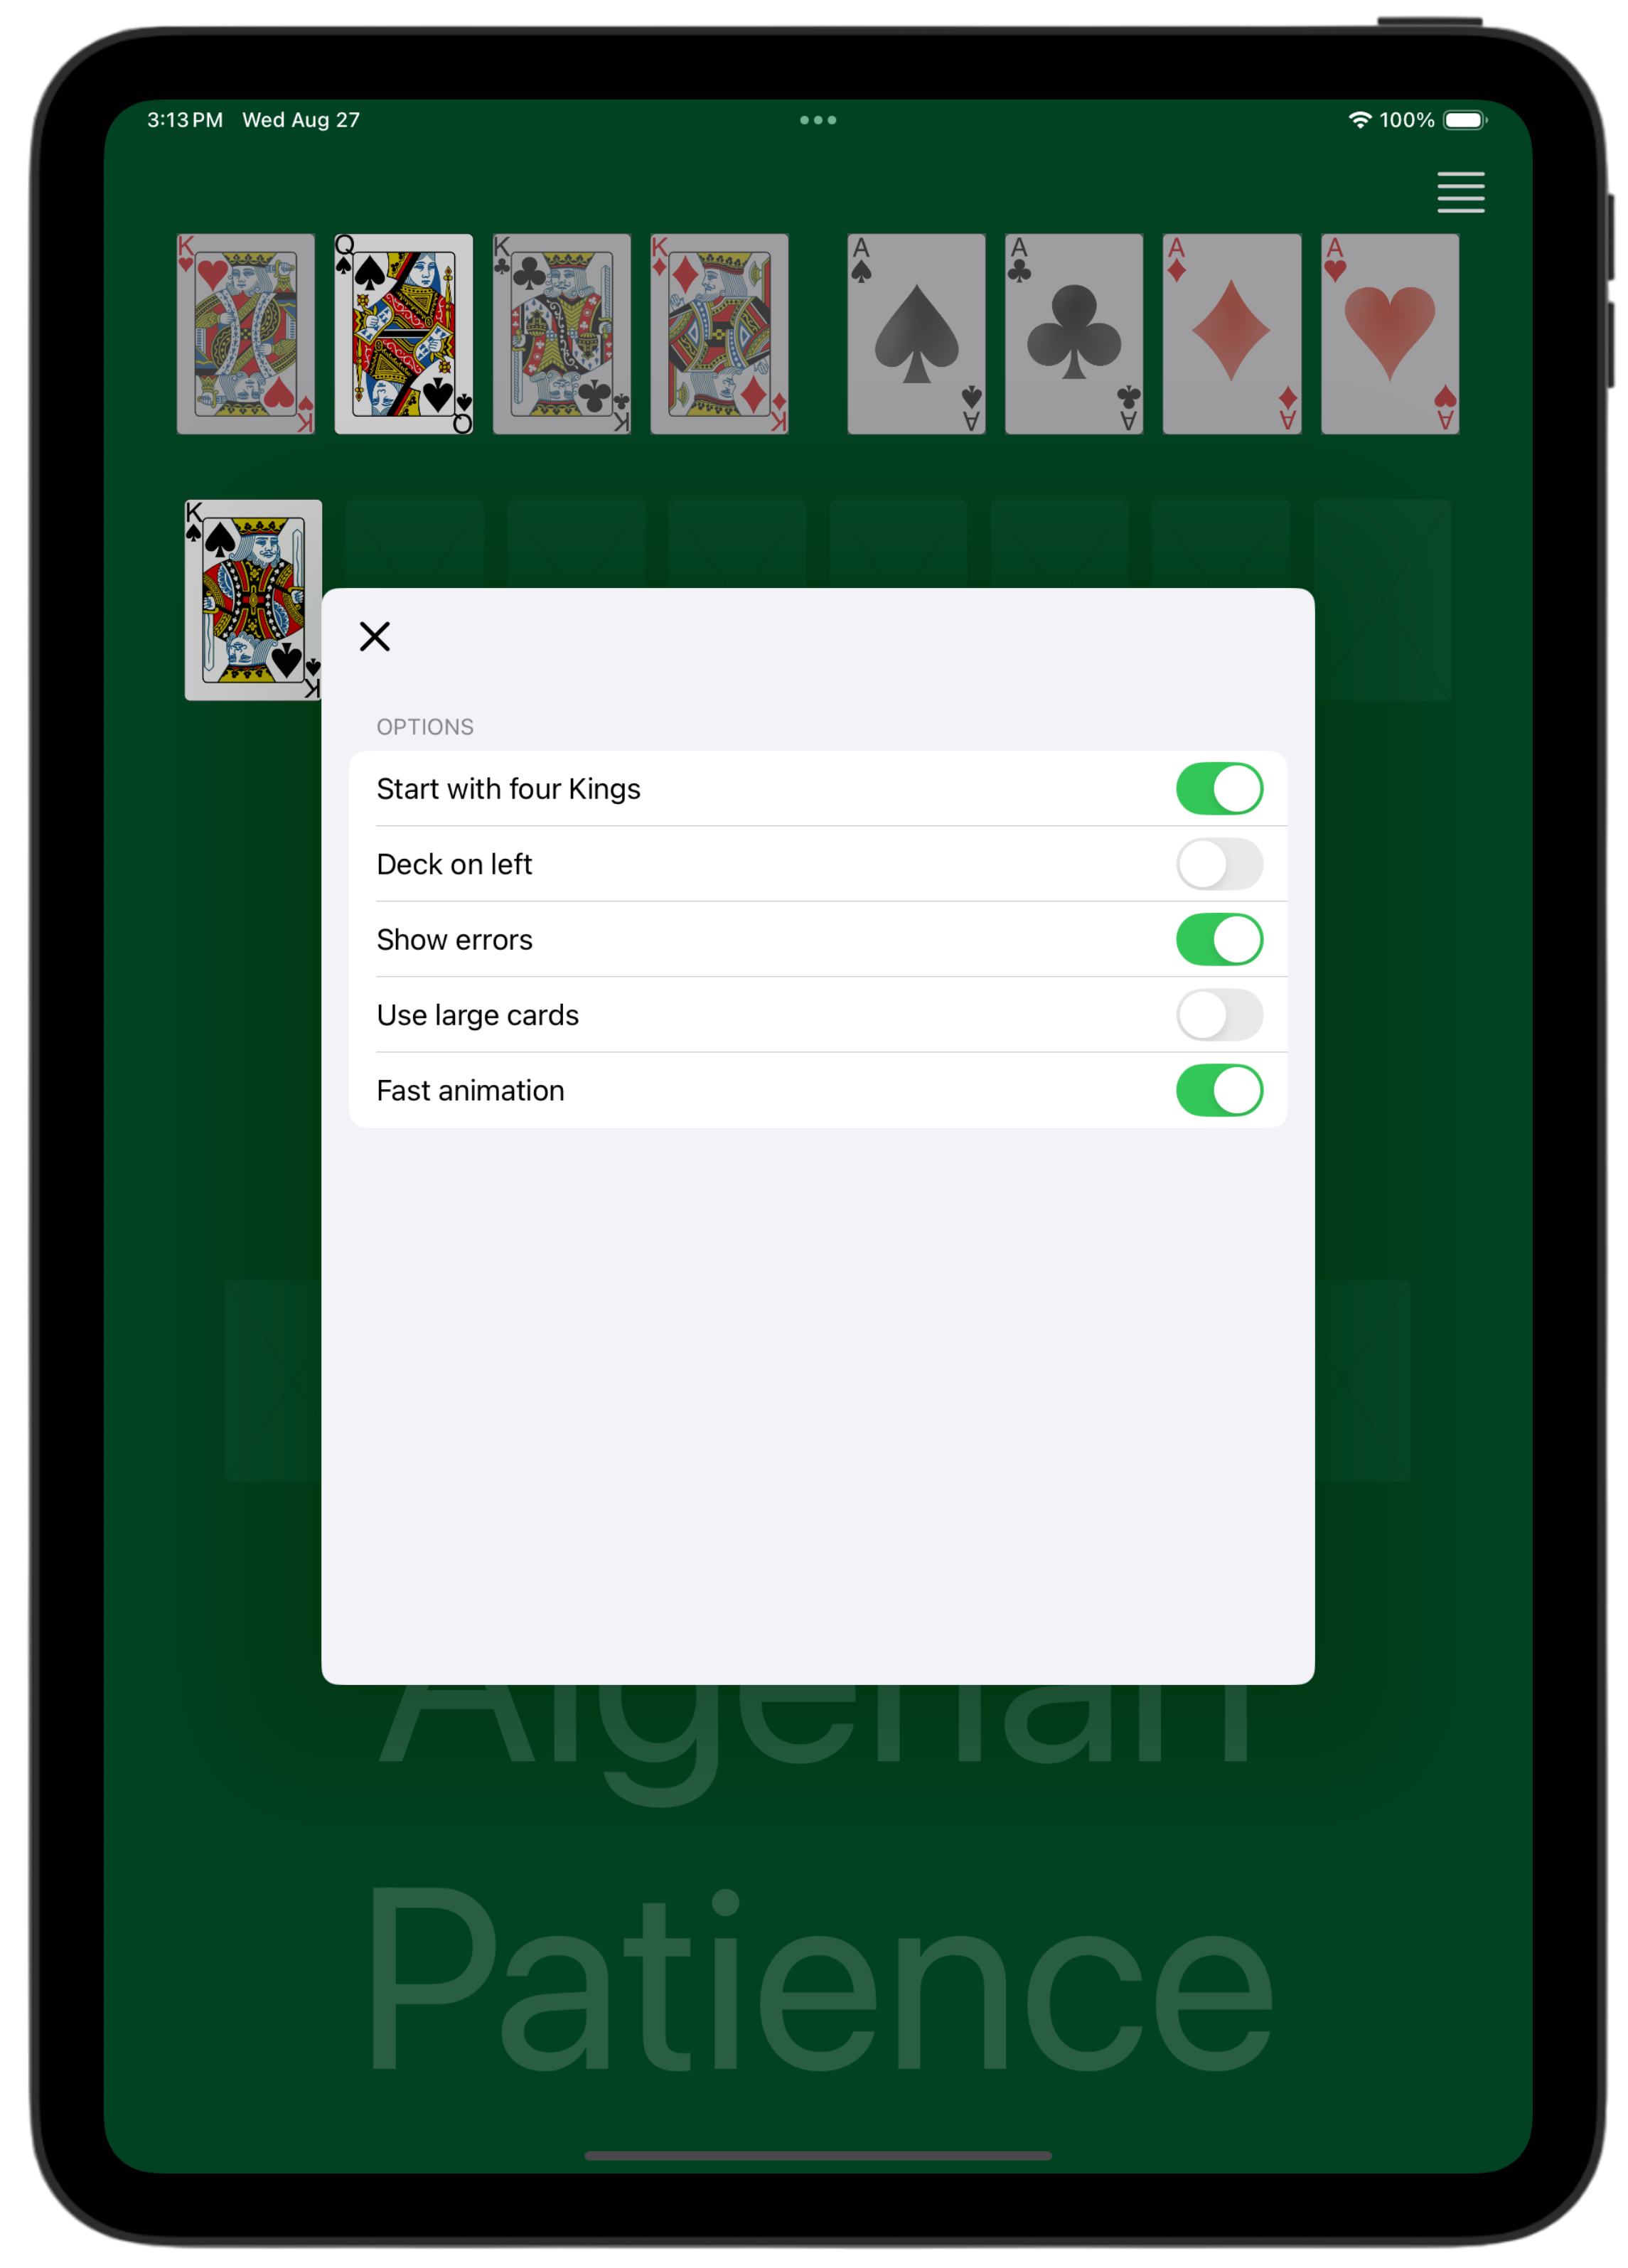 3:13 PM Wed Aug 27 100%
K Q K K A A A A
K Q K K A A A A
K
K
OPTIONS
Start with four Kings
Deck on left
Show errors
Use large cards
Fast animation
Algerian
Patience